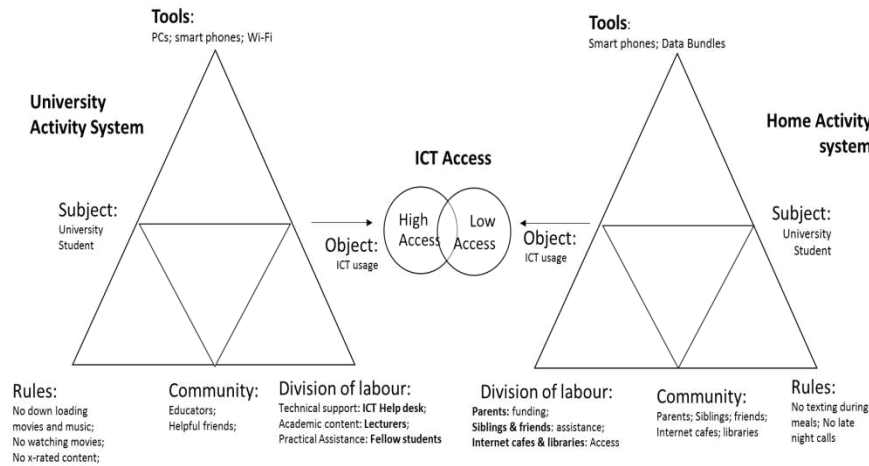 Tools:
PCs; smart phones; Wi-Fi
Tools:
Smart phones; Data Bundles
University
Activity System
Home Activity
system
ICT Access
Subject:
University
Student
High
Access
Low
Access
Object:
ICT usage
Object:
ICT usage
Subject:
University
Student
Rules:
No down loading
movies and music;
No watching movies;
No x-rated content;
Community:
Educators;
Helpful friends;
Division of labour:
Technical support: ICT Help desk;
Academic content: Lecturers;
Practical Assistance: Fellow students
Division of labour:
Parents: funding;
Siblings & friends: assistance;
Internet cafes & libraries: Access
Community:
Parents; Siblings; friends;
Internet cafes; libraries
Rules:
No texting during
meals; No late
night calls